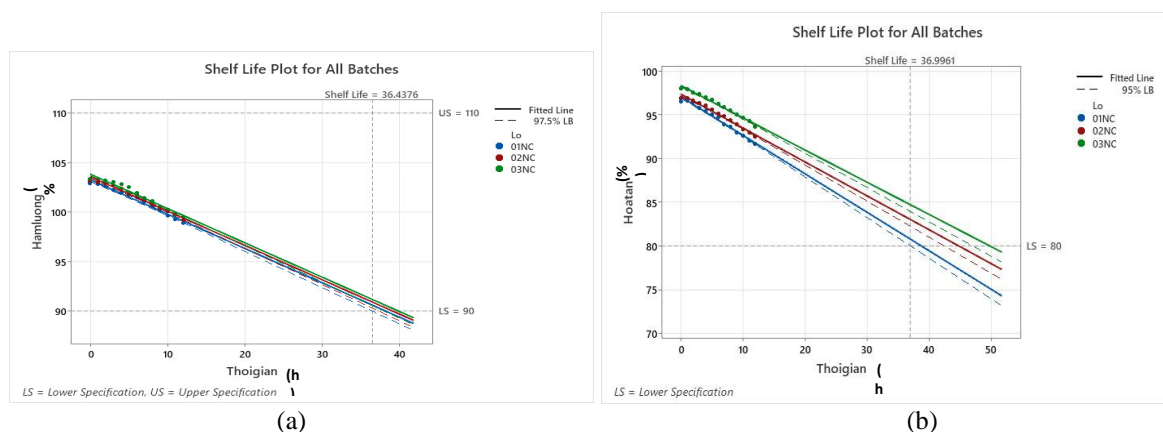 Shelf Life Plot for All Batches
Shelf Life = 36.4376
110
105
100
95
90
US = 110
LS = 90
Hamluong
(
%
0
10
20
30
40
Thoigian
(h
)
Fitted Line
97.5% LB
Lo
01NC
02NC
03NC
LS = Lower Specification, US = Upper Specification
(a)
Shelf Life Plot for All Batches
Shelf Life = 36.9961
100
95
90
85
80
75
70
LS = 80
Hoatan
(%
)
0
10
20
30
40
50
Thoigian
(
h
Fitted Line
95% LB
Lo
01NC
02NC
03NC
LS = Lower Specification
(b)